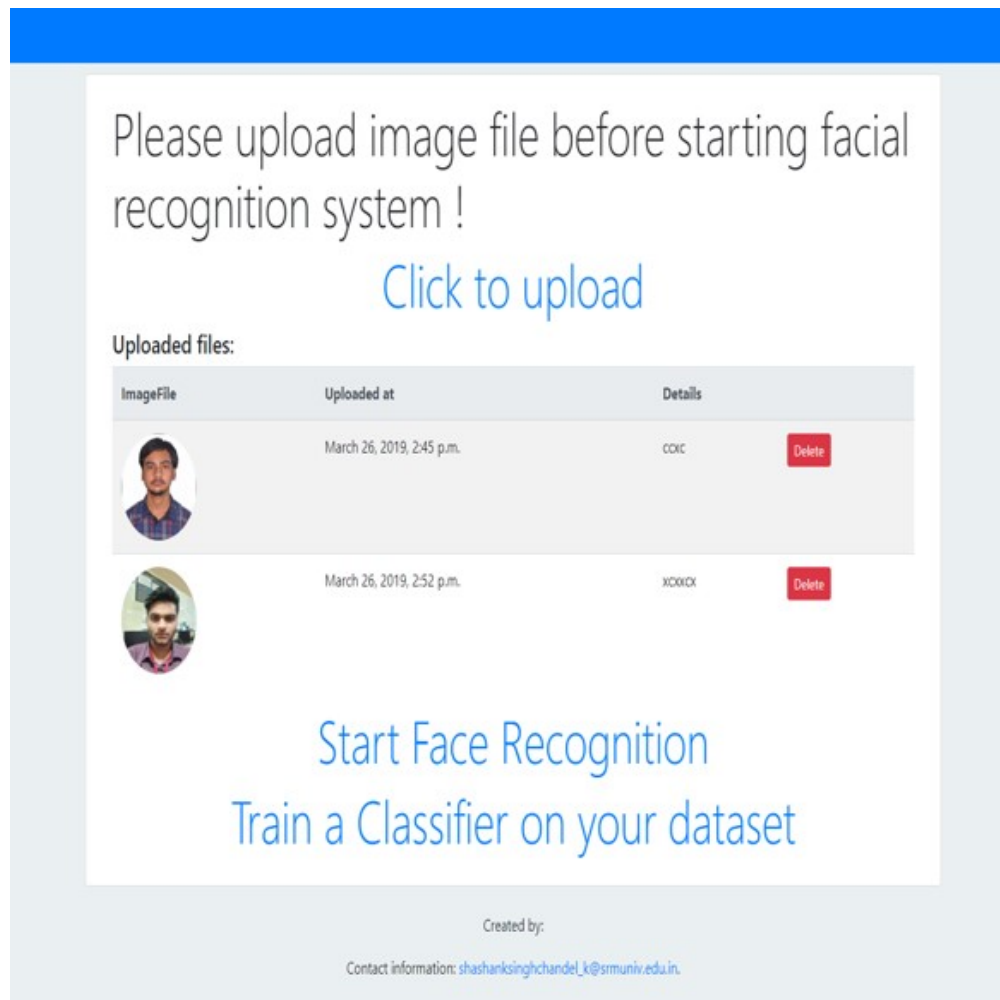 Please upload image file before starting facial
recognition system !
Click to upload
Uploaded files:
ImageFile Uploaded at Details
March 26, 2019, 2:45 p.m. ccxc Delete
March 26, 2019, 2:52 p.m. xcxxcx Delete
Start Face Recognition
Train a Classifier on your dataset
Created by:
Contact information: shashanksinghchandel_k@srmuniv.edu.in.